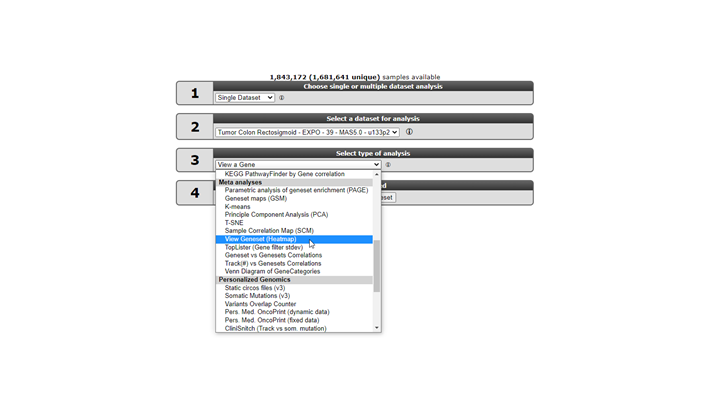 1,843,172 (1,681,641 unique) samples available
1
Choose single or multiple dataset analysis
Single Dataset
2
Select a dataset for analysis
Tumor Colon Rectosigmoid - EXPO - 39 - MAS5.0 - u133p2
3
Select type of analysis
View a Gene
4
KEGG PathwayFinder by Gene correlation
Meta analyses
Parametric analysis of geneset enrichment (PAGE)
Geneset maps (GSM)
K-means
Principle Component Analysis (PCA)
T-SNE
Sample Correlation Map (SCM)
View Geneset (Heatmap)
TopLister (Gene filter stdev)
Geneset vs Genesets Correlations
Track(#) vs Genesets Correlations
Venn Diagram of GeneCategories
Personalized Genomics
Static circos files (v3)
Somatic Mutations (v3)
Variants Overlap Counter
Pers. Med. OncoPrint (dynamic data)
Pers. Med. OncoPrint (fixed data)
CliniSnitch (Track vs som. mutation)